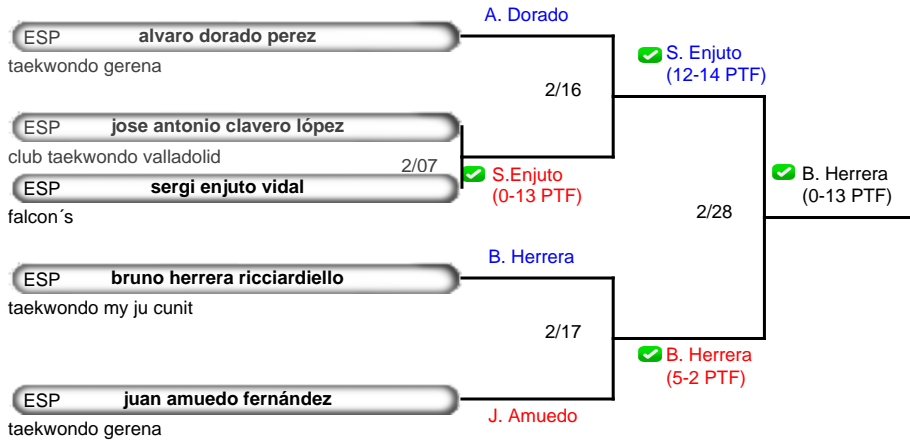 A. Dorado
ESP alvaro dorado perez
taekwondo gerena
2/16
S. Enjuto
(12-14 PTF)
ESP jose antonio clavero lópez
club taekwondo valladolid
2/07
S.Enjuto
(0-13 PTF)
ESP sergi enjuto vidal
falcon´s
B. Herrera
(0-13 PTF)
2/28
B. Herrera
ESP bruno herrera ricciardiello
taekwondo my ju cunit
2/17
B. Herrera
(5-2 PTF)
ESP juan amuedo fernández
J. Amuedo
taekwondo gerena